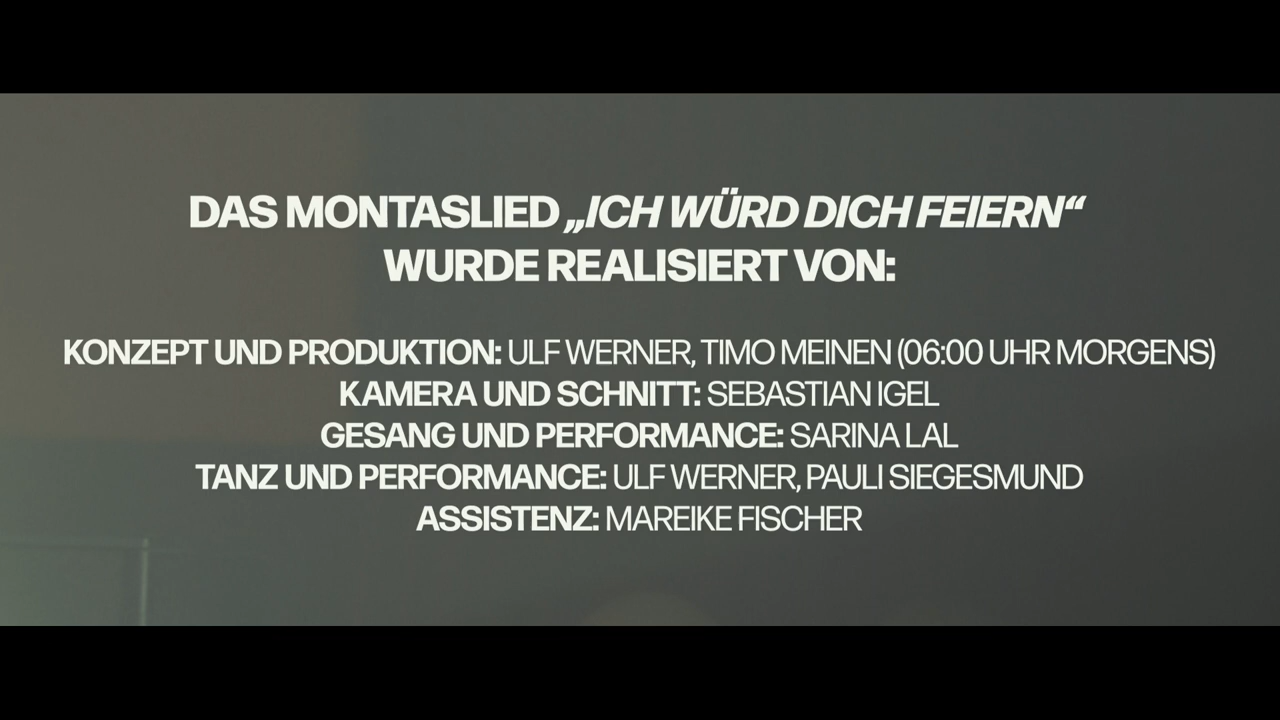 DAS MONTASLIED „ICH WÜRD DICH FEIERN“
WURDE REALISIERT VON:
KONZEPT UND PRODUKTION: ULF WERNER, TIMO MEINEN (06:00 UHR MORGENS)
KAMERA UND SCHNITT: SEBASTIAN IGEL
GESANG UND PERFORMANCE: SARINA LAL
TANZ UND PERFORMANCE: ULF WERNER, PAULI SIEGESMUND
ASSISTENZ: MAREIKE FISCHER